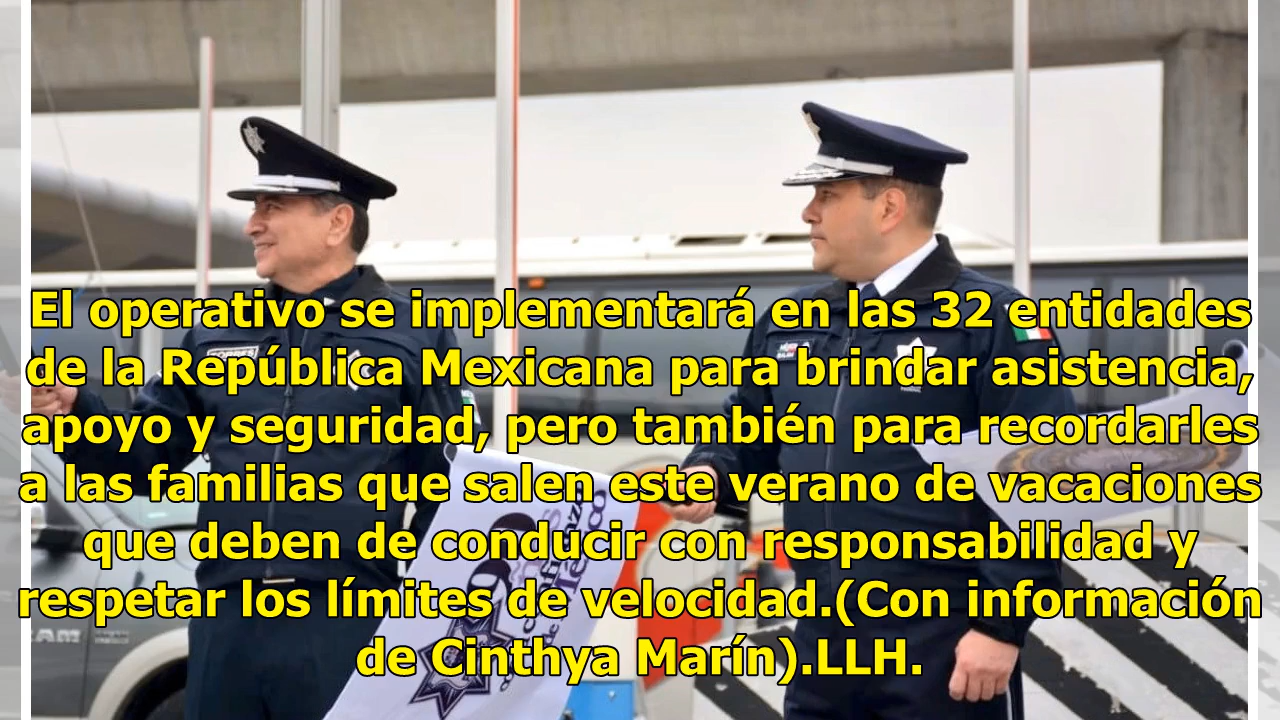 El operativo se implementará en las 32 entidades
de la República Mexicana para brindar asistencia,
apoyo y seguridad, pero también para recordarles
a las familias que salen este verano de vacaciones
que deben de conducir con responsabilidad y
respetar los límites de velocidad.(Con información
de Cinthya Marín).LLH.